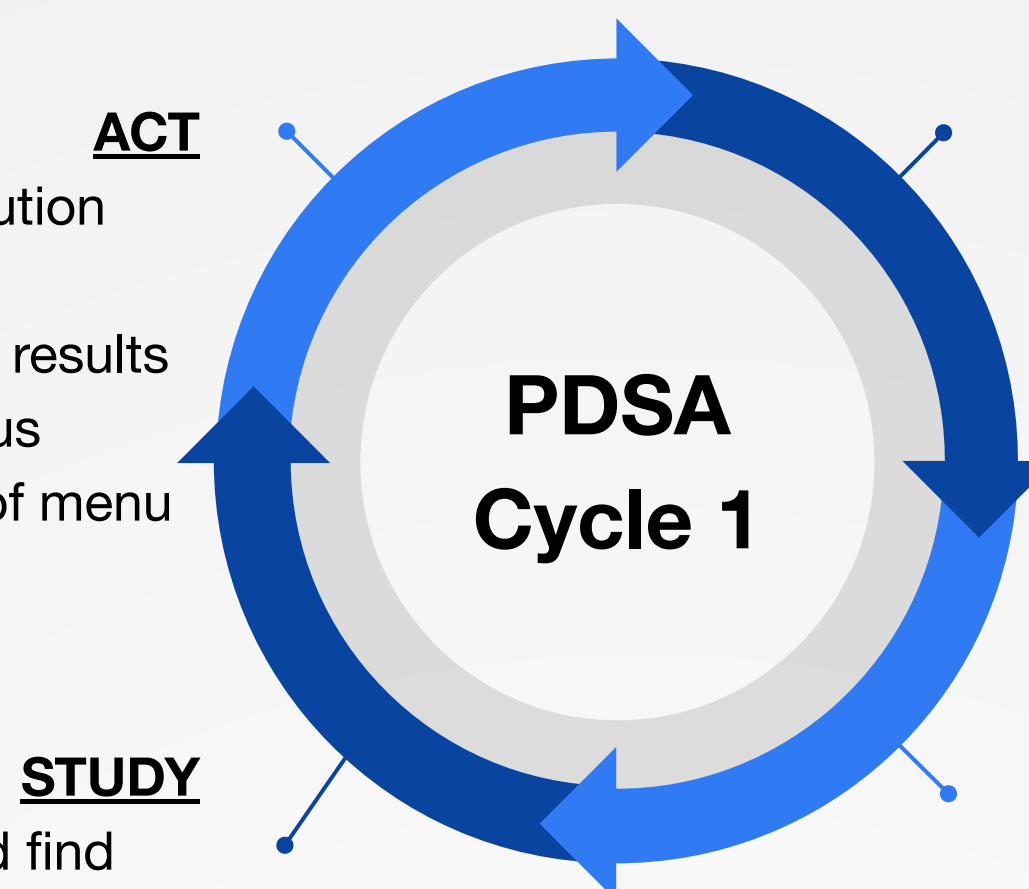 ACT
ution
results
us
of menu
PDSA
Cycle 1
STUDY
d find